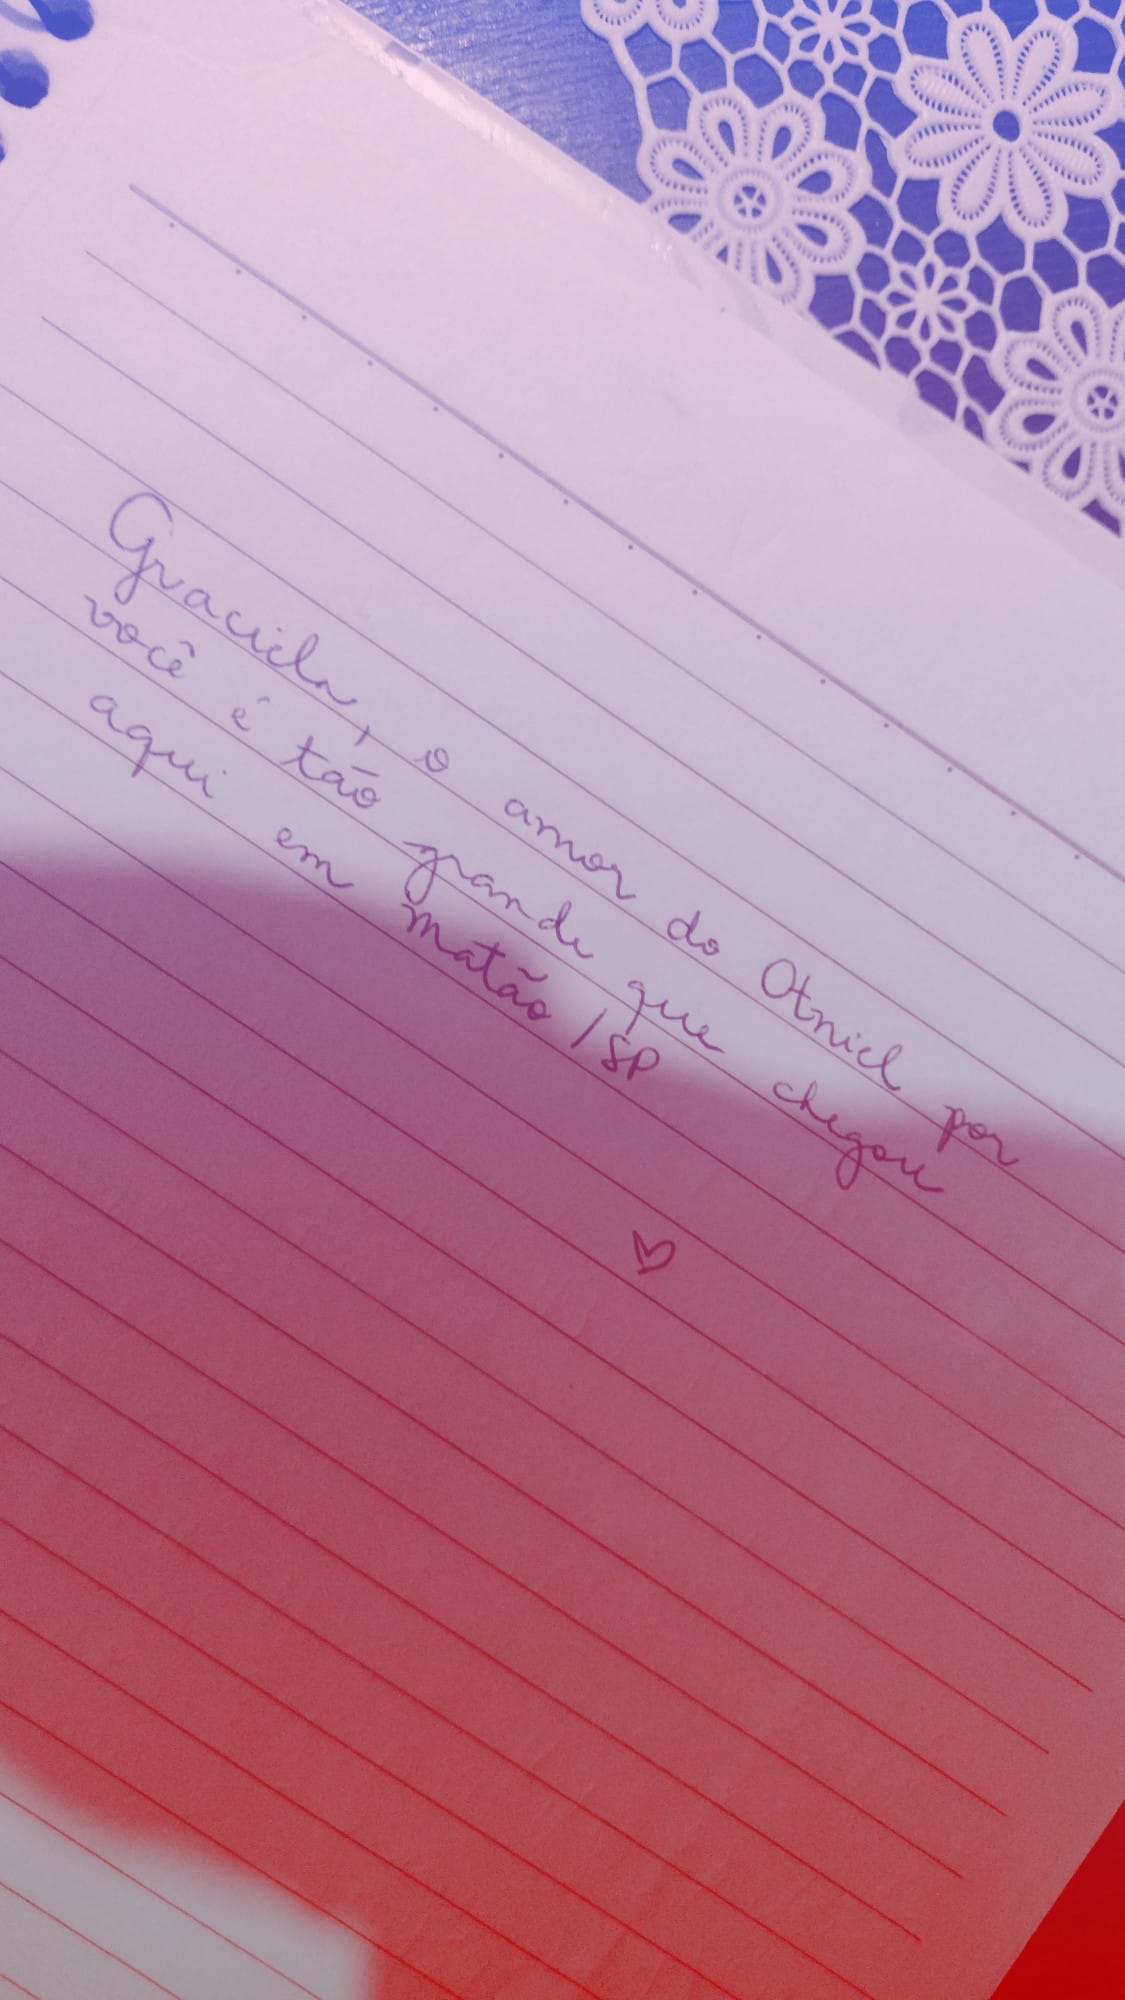 Graciela, o amor do Otniel por
você é tão grande que chegou
aqui em Matão / SP